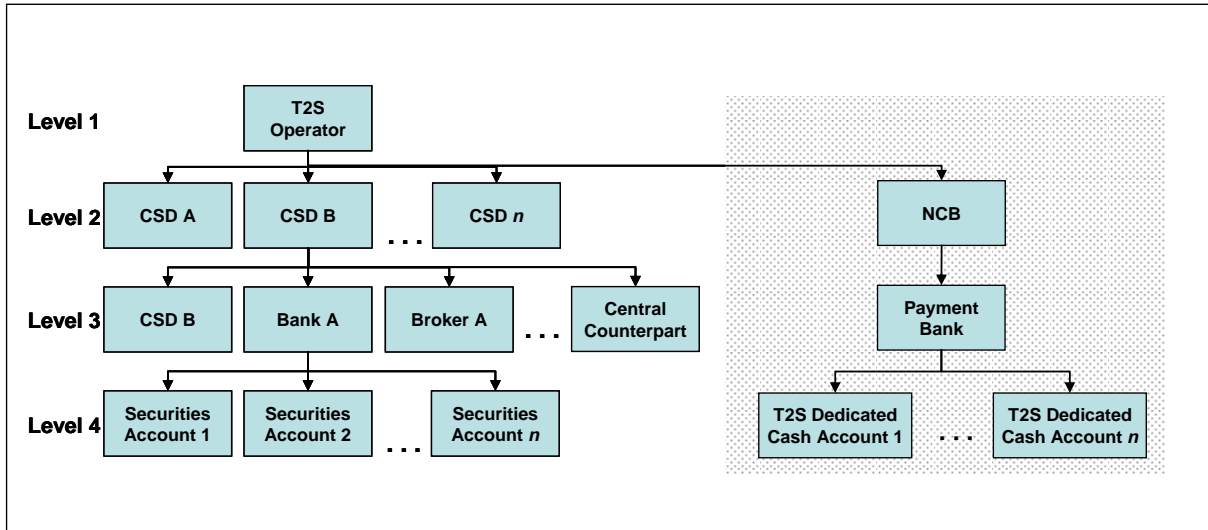 Level 1
T2S
Operator
Level 2
CSD A
CSD B
...
CSD n
NCB
Level 3
CSD B
Bank A
Broker A
...
Central
Counterpart
Payment
Bank
Level 4
Securities
Account 1
Securities
Account 2
...
Securities
Account n
T2S Dedicated
Cash Account 1
...
T2S Dedicated
Cash Account n